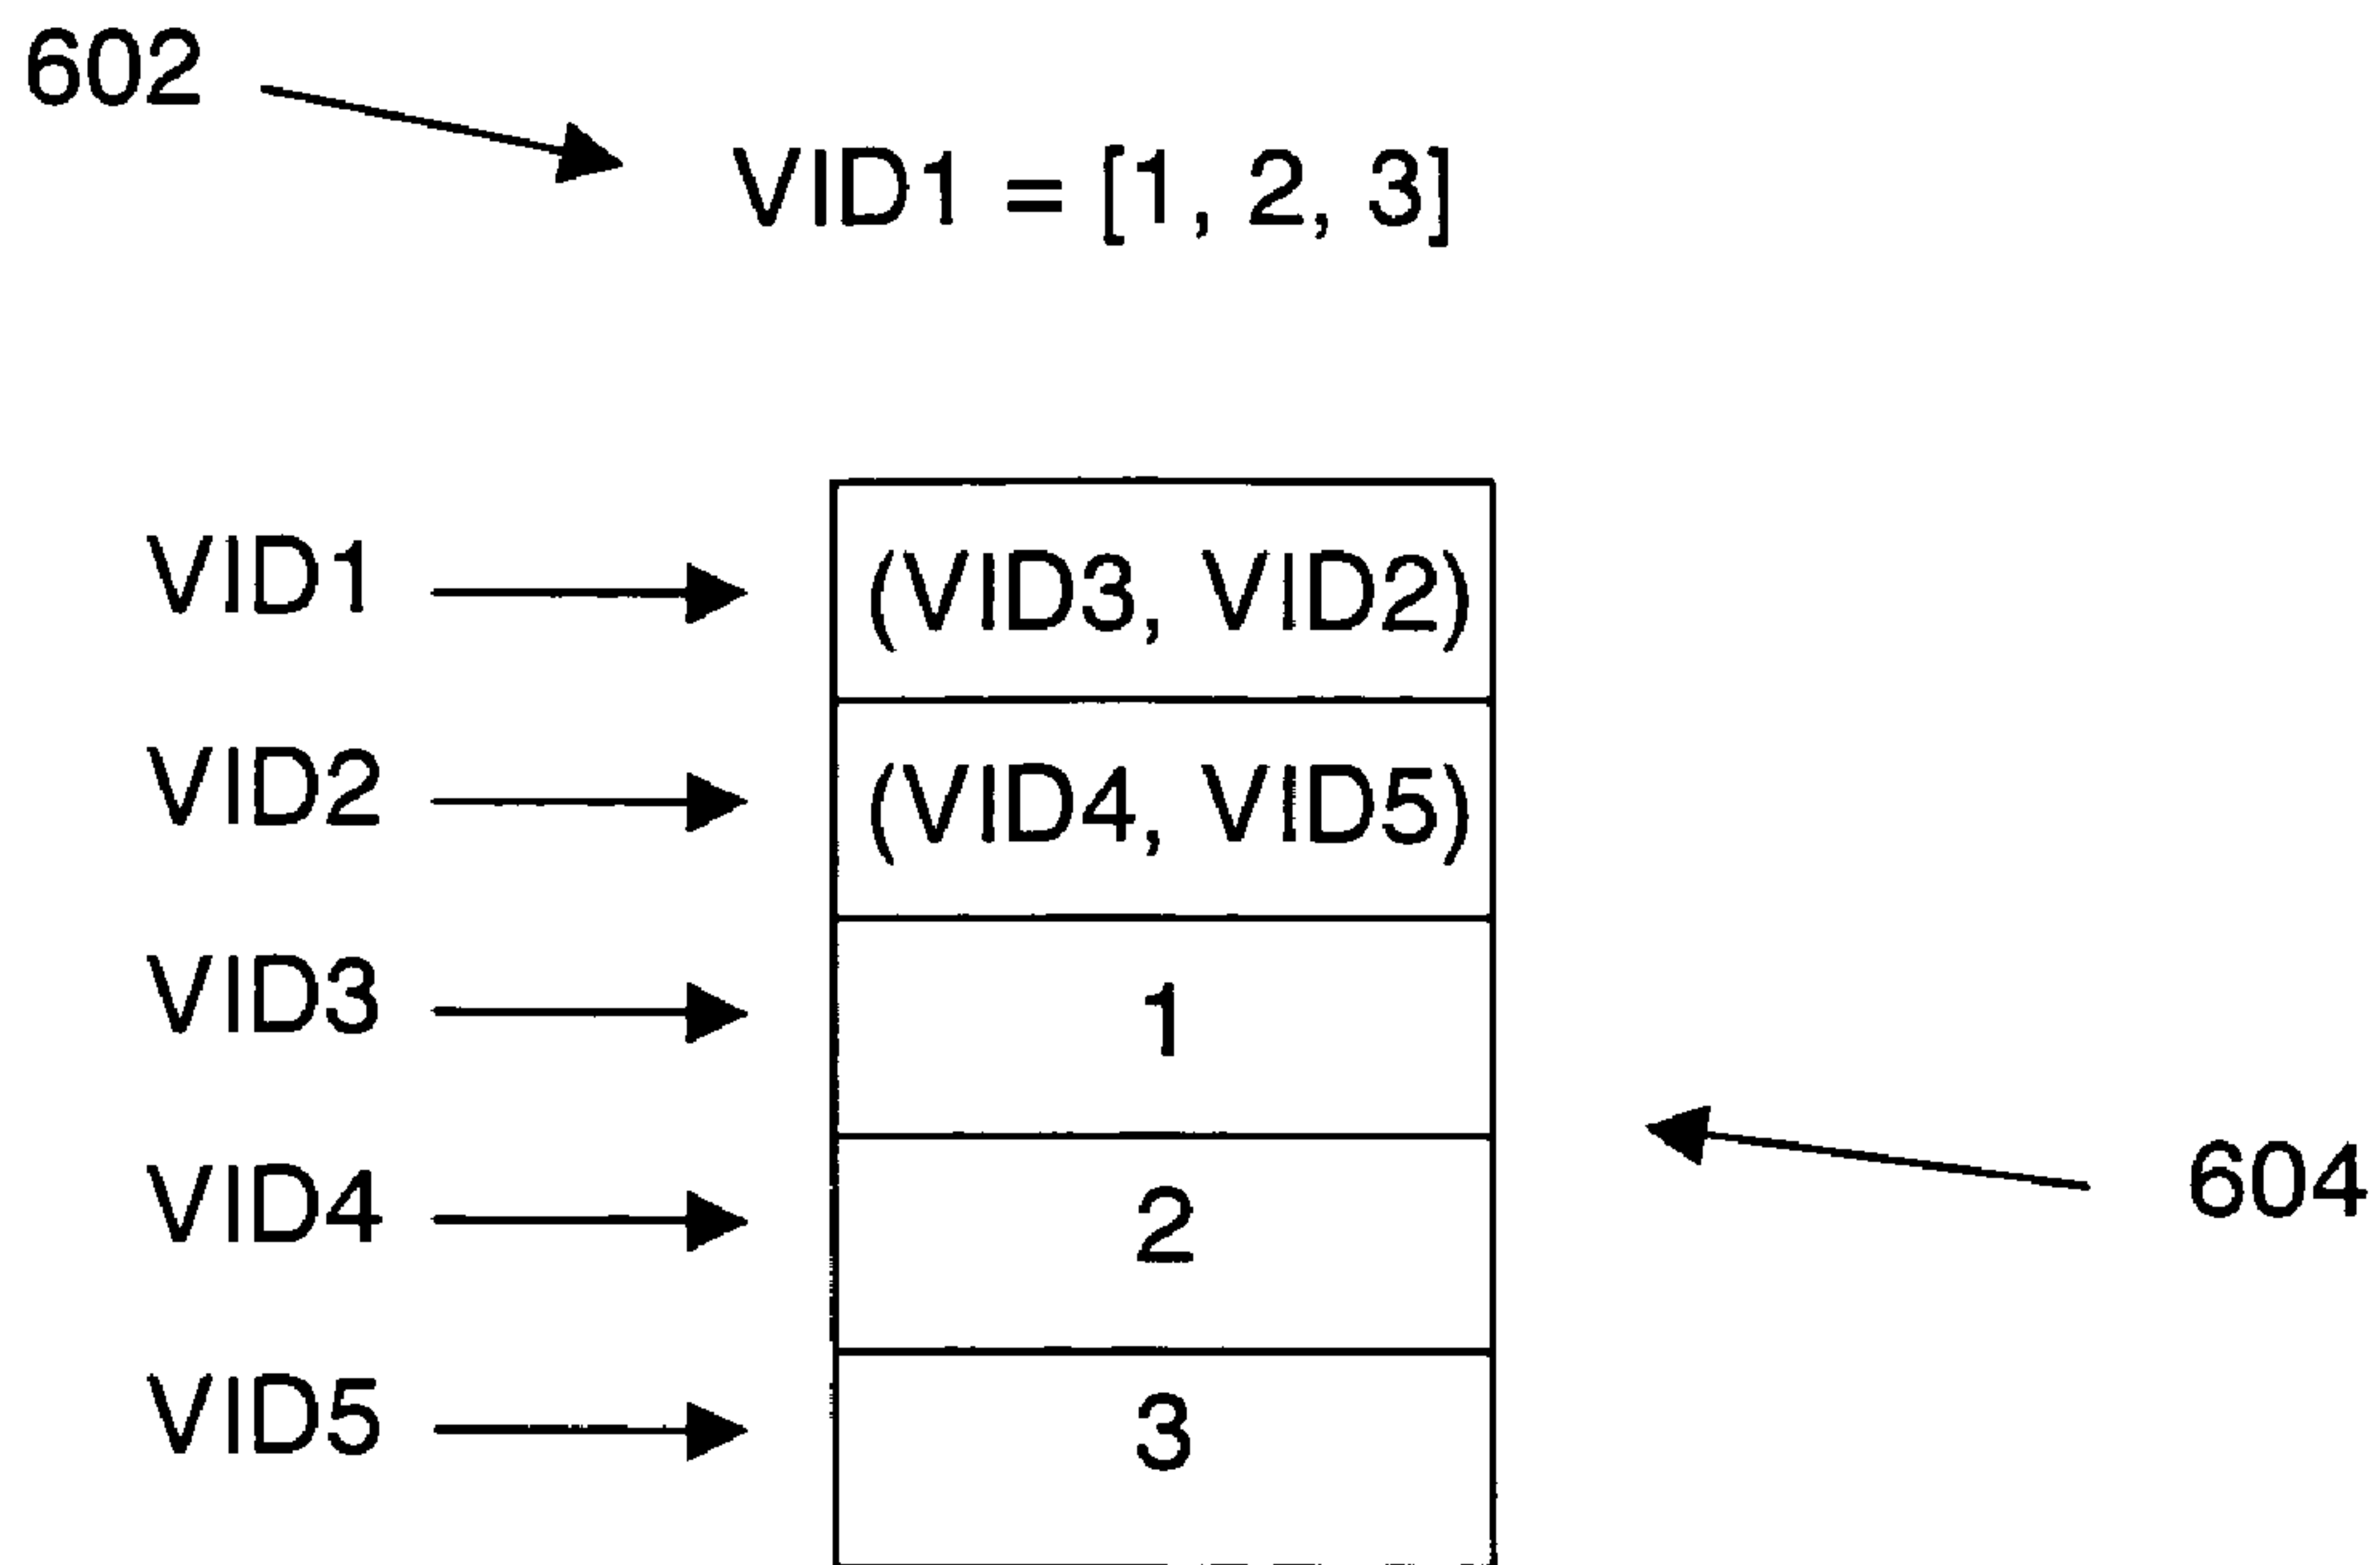 602
VID1 = [1, 2, 3]
VID1 (VID3, VID2)
VID2 (VID4, VID5)
VID3 1
VID4 2
604
VID5 3